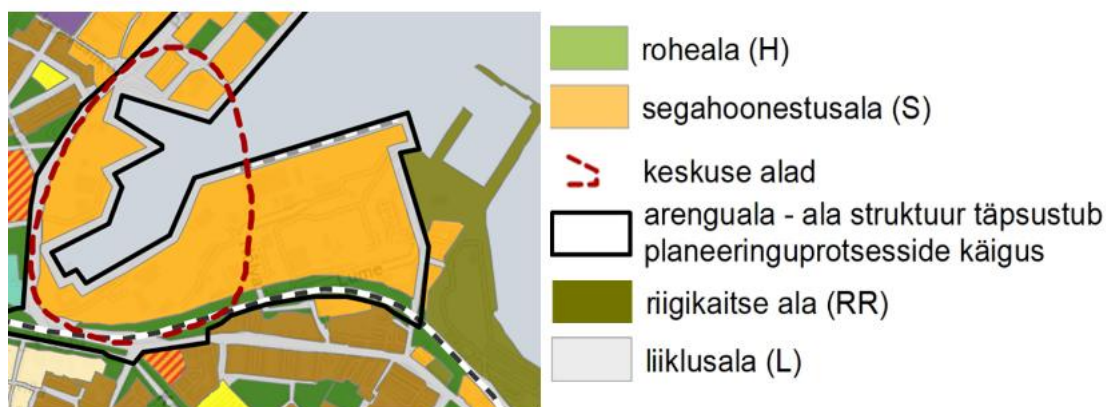 roheala (H)
segahoonestusala (S)
keskuse alad
arenguala - ala struktuur täpsustub
planeeringuprotsesside käigus
riigikaitse ala (RR)
liiklusala (L)